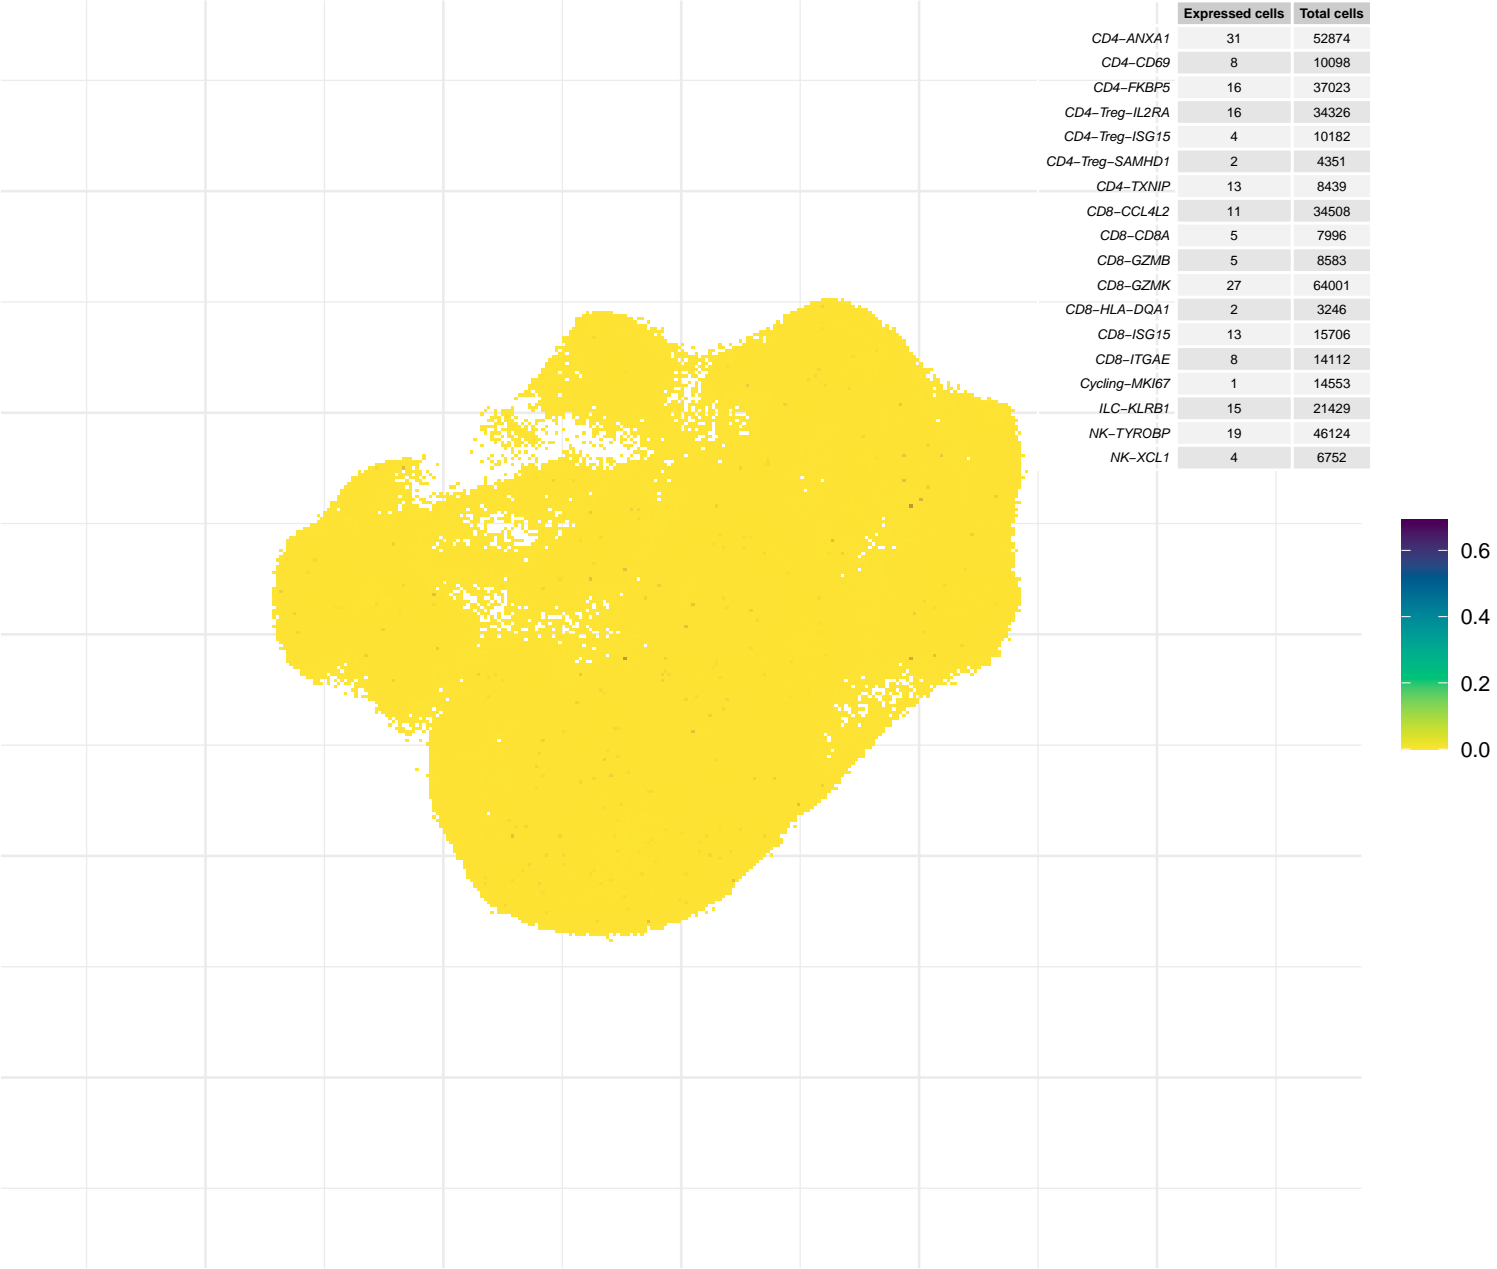 Expressed cells Total cells
CD4−ANXA1 31 52874
CD4−CD69 8 10098
CD4−FKBP5 16 37023
CD4−Treg−IL2RA 16 34326
CD4−Treg−ISG15 4 10182
CD4−Treg−SAMHD1 2 4351
CD4−TXNIP 13 8439
CD8−CCL4L2 11 34508
CD8−CD8A 5 7996
CD8−GZMB 5 8583
CD8−GZMK 27 64001
CD8−HLA−DQA1 2 3246
CD8−ISG15 13 15706
CD8−ITGAE 8 14112
Cycling−MKI67 1 14553
ILC−KLRB1 15 21429
NK−TYROBP 19 46124
NK−XCL1 4 6752
0.6
0.4
0.2
0.0